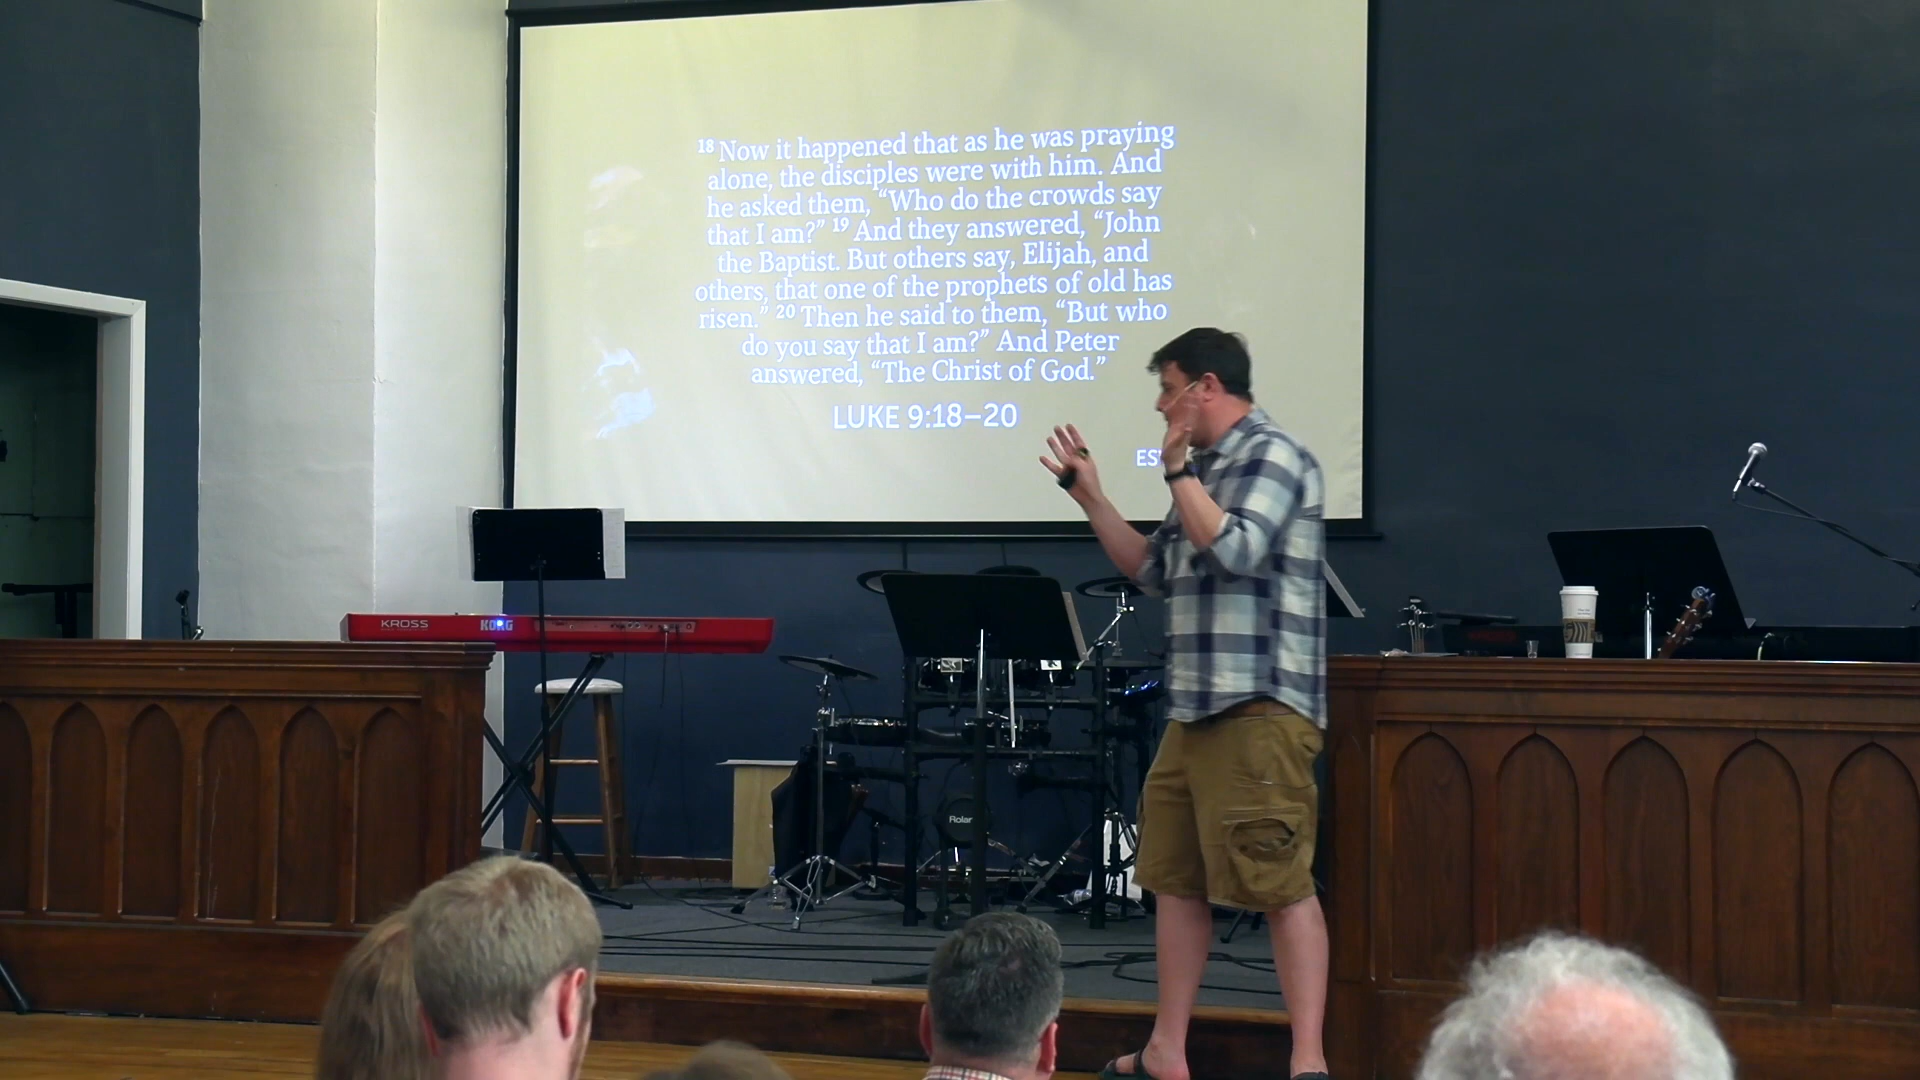 18 Now it happened that as he was praying
alone, the disciples were with him. And
he asked them, “Who do the crowds say
that I am?” 19 And they answered, “John
the Baptist. But others say, Elijah, and
others, that one of the prophets of old has
risen.” 20 Then he said to them, “But who
do you say that I am?” And Peter
answered, “The Christ of God.”
LUKE 9:18–20
KROSS
KORG
KROSS
Roland